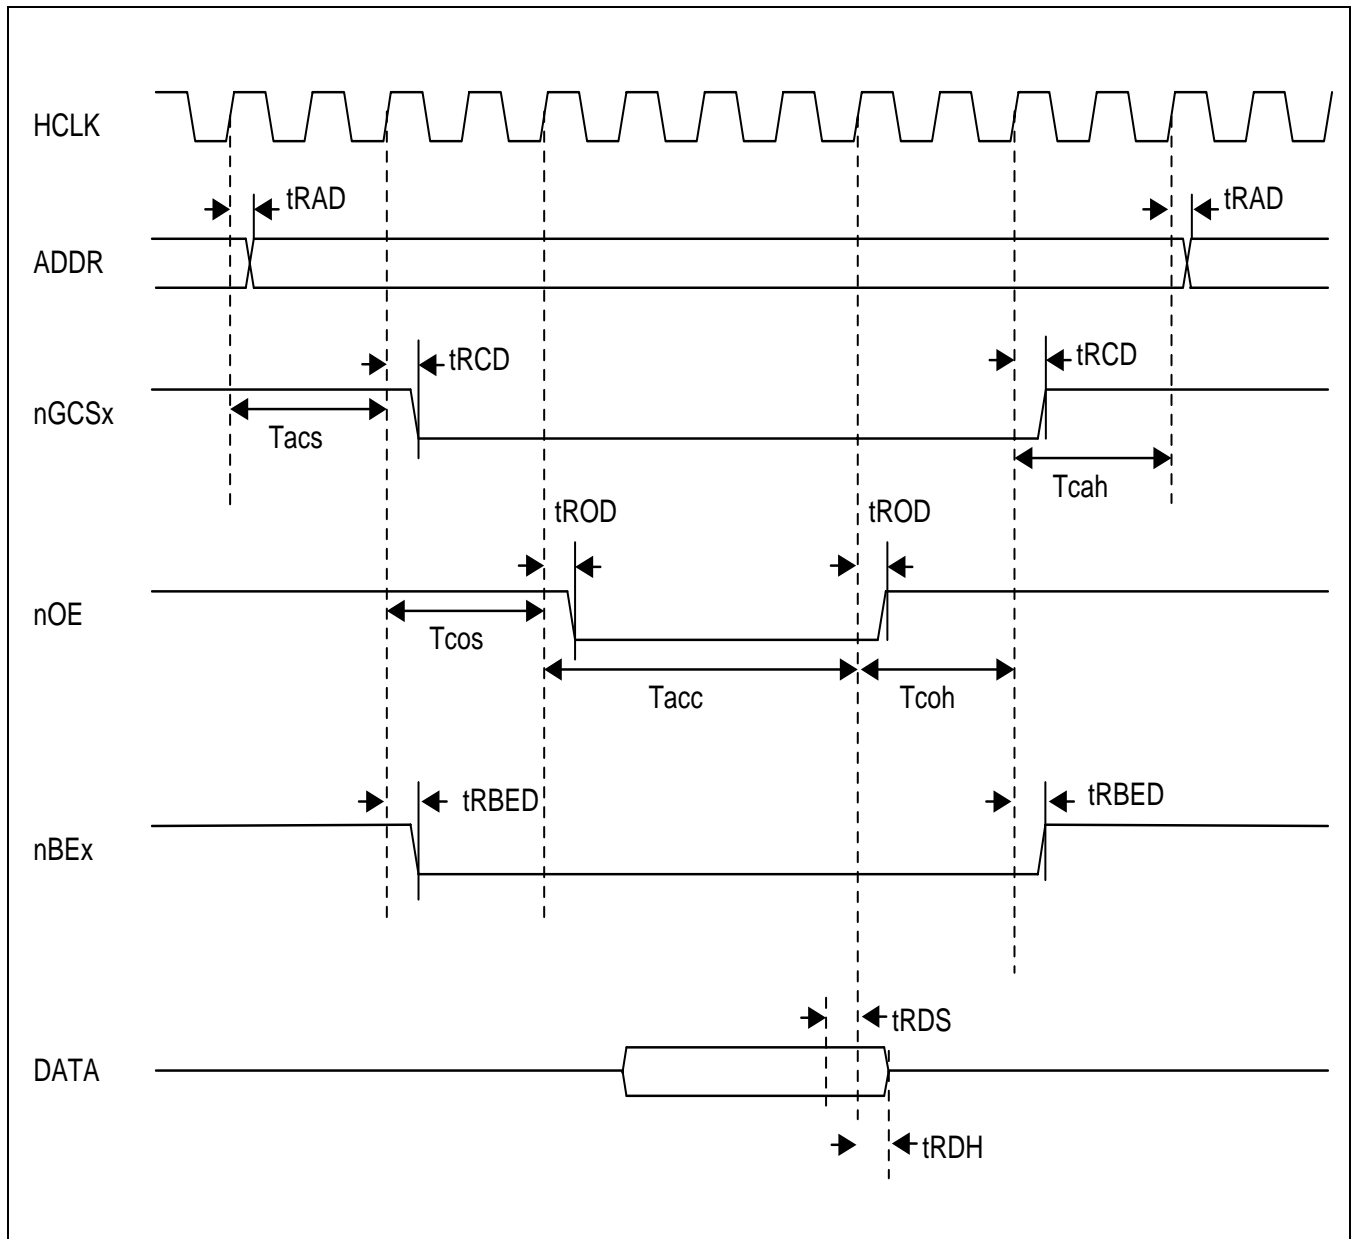 HCLK
tRAD
tRAD
ADDR
tRCD
tRCD
nGCSx
Tacs
Tcah
tROD
tROD
nOE
Tcos
Tacc
Tcoh
tRBED
tRBED
nBEx
tRDS
DATA
tRDH